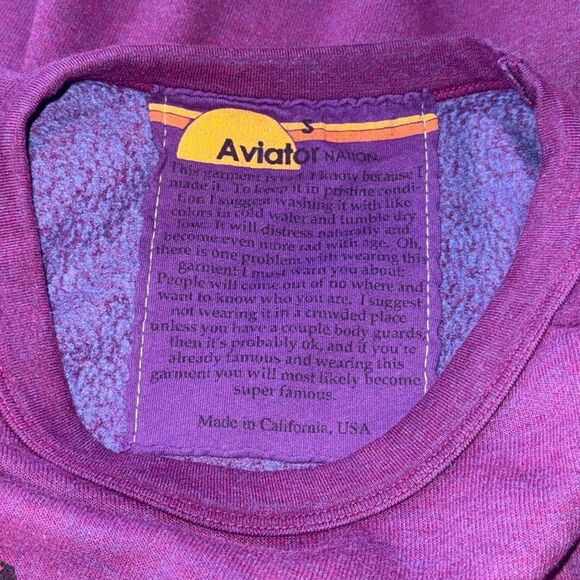 S
Aviator NATION
This garment is I know because I
made it. To keep it in pristine condi-
tion I suggest washing it with like
colors in cold water and tumble dry
low. It will distress naturally and
become even more rad with age. Oh,
there is one problem with wearing this
garment I must warn you about:
People will come out of no where and
want to know who you are. I suggest
not wearing it in a crowded place
unless you have a couple body guards,
then it's probably ok, and if you're
already famous and wearing this
garment you will most likely become
super famous.
Made in California, USA